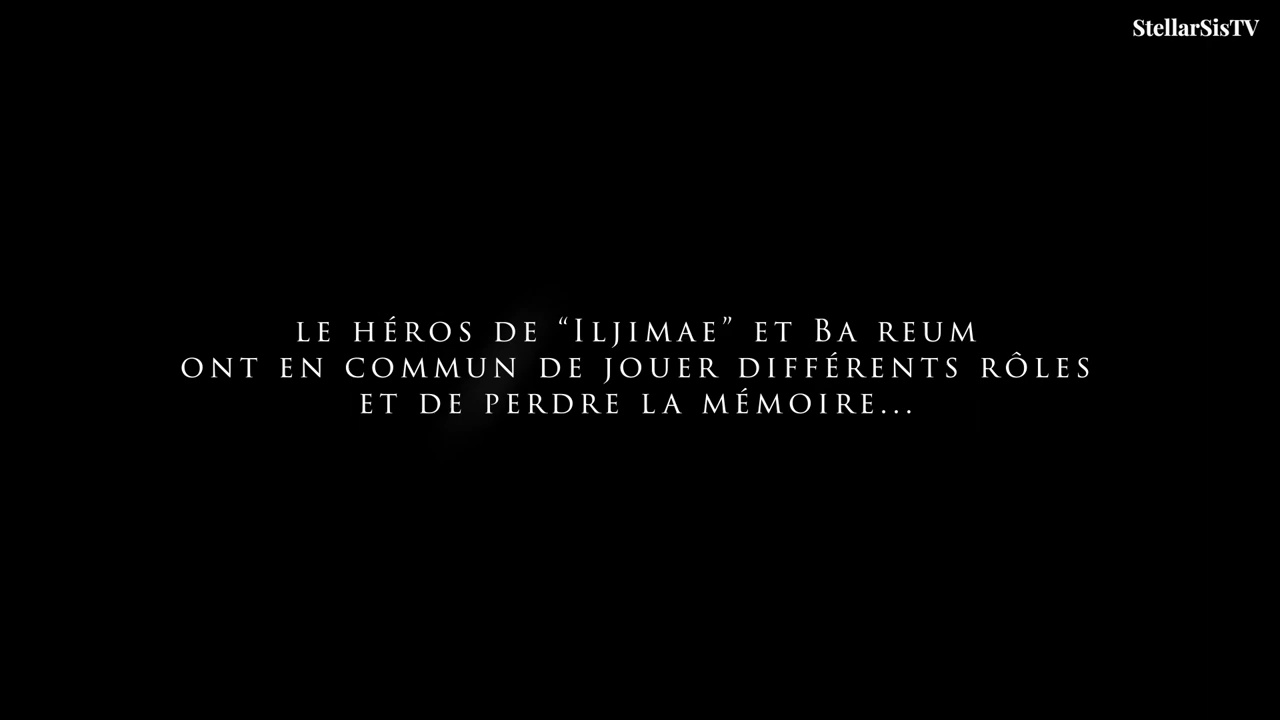 StellarSisTV
le héros de “Iljimae” et Ba reum
ont en commun de jouer différents rôles
et de perdre la mémoire...